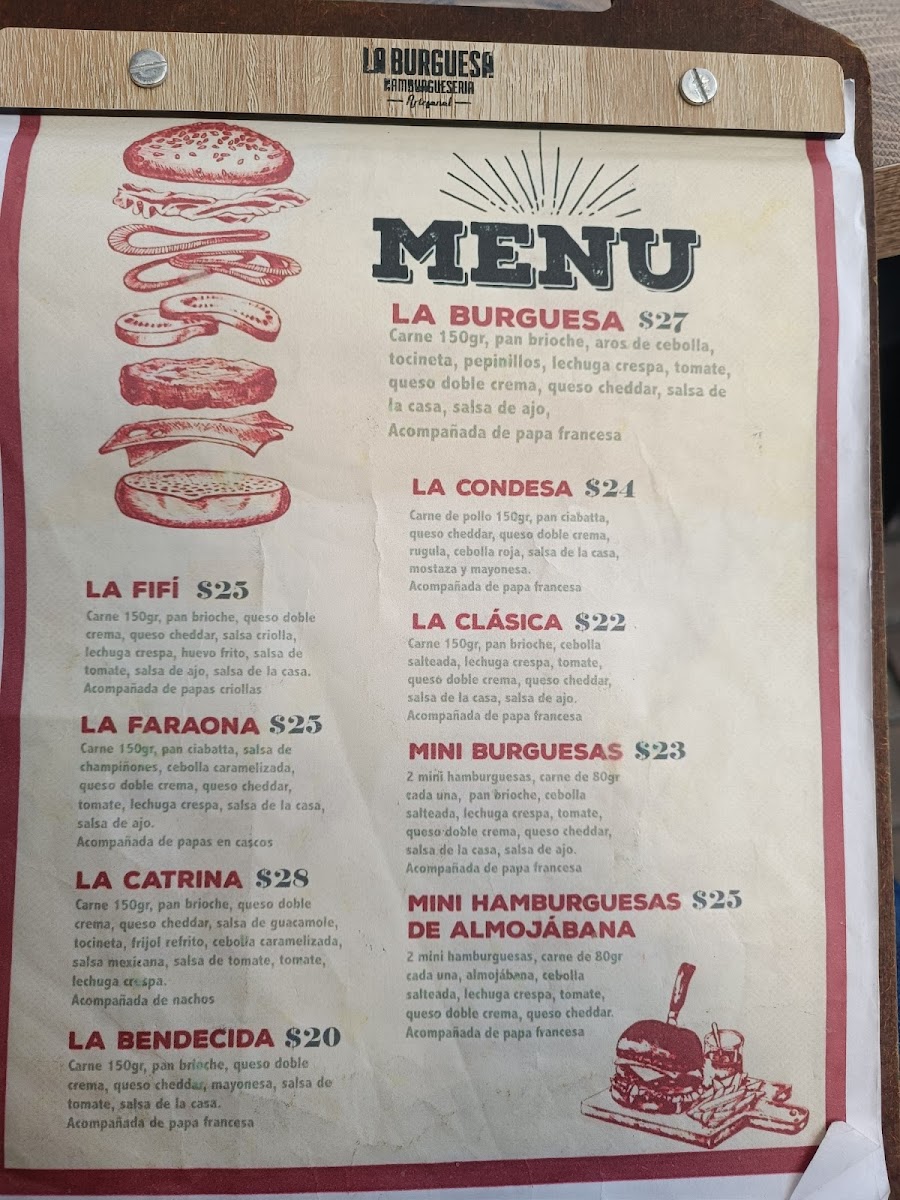 LA BURGUESA
HAMBURGUESERIA
Artesanal
MENU
LA BURGUESA $27
Carne 150gr, pan brioche, aros de cebolla,
tocineta, pepinillos, lechuga crespa, tomate,
queso doble crema, queso cheddar, salsa de
la casa, salsa de ajo,
Acompañada de papa francesa
LA CONDESA $24
Carne de pollo 150gr, pan ciabatta,
queso cheddar, queso doble crema,
rugula, cebolla roja, salsa de la casa,
mostaza y mayonesa.
Acompañada de papa francesa
LA CLÁSICA $22
Carne 150gr, pan brioche, cebolla
salteada, lechuga crespa, tomate,
queso doble crema, queso cheddar,
salsa de la casa, salsa de ajo.
Acompañada de papa francesa
MINI BURGUESAS $23
2 mini hamburguesas, carne de 80gr
cada una, pan brioche, cebolla
salteada, lechuga crespa, tomate,
queso doble crema, queso cheddar,
salsa de la casa, salsa de ajo.
Acompañada de papa francesa
MINI HAMBURGUESAS $25
DE ALMOJÁBANA
2 mini hamburguesas, carne de 80gr
cada una, almojábana, cebolla
salteada, lechuga crespa, tomate,
queso doble crema, queso cheddar.
Acompañada de papa francesa
LA FIFÍ $25
Carne 150gr, pan brioche, queso doble
crema, queso cheddar, salsa criolla,
lechuga crespa, huevo frito, salsa de
tomate, salsa de ajo, salsa de la casa.
Acompañada de papas criollas
LA FARAONA $25
Carne 150gr, pan ciabatta, salsa de
champiñones, cebolla caramelizada,
queso doble crema, queso cheddar,
tomate, lechuga crespa, salsa de la casa,
salsa de ajo.
Acompañada de papas en cascos
LA CATRINA $28
Carne 150gr, pan brioche, queso doble
crema, queso cheddar, salsa de guacamole,
tocineta, frijol refrito, cebolla caramelizada,
salsa mexicana, salsa de tomate, tomate,
lechuga crespa.
Acompañada de nachos
LA BENDECIDA $20
Carne 150gr, pan brioche, queso doble
crema, queso cheddar, mayonesa, salsa de
tomate, salsa de la casa.
Acompañada de papa francesa